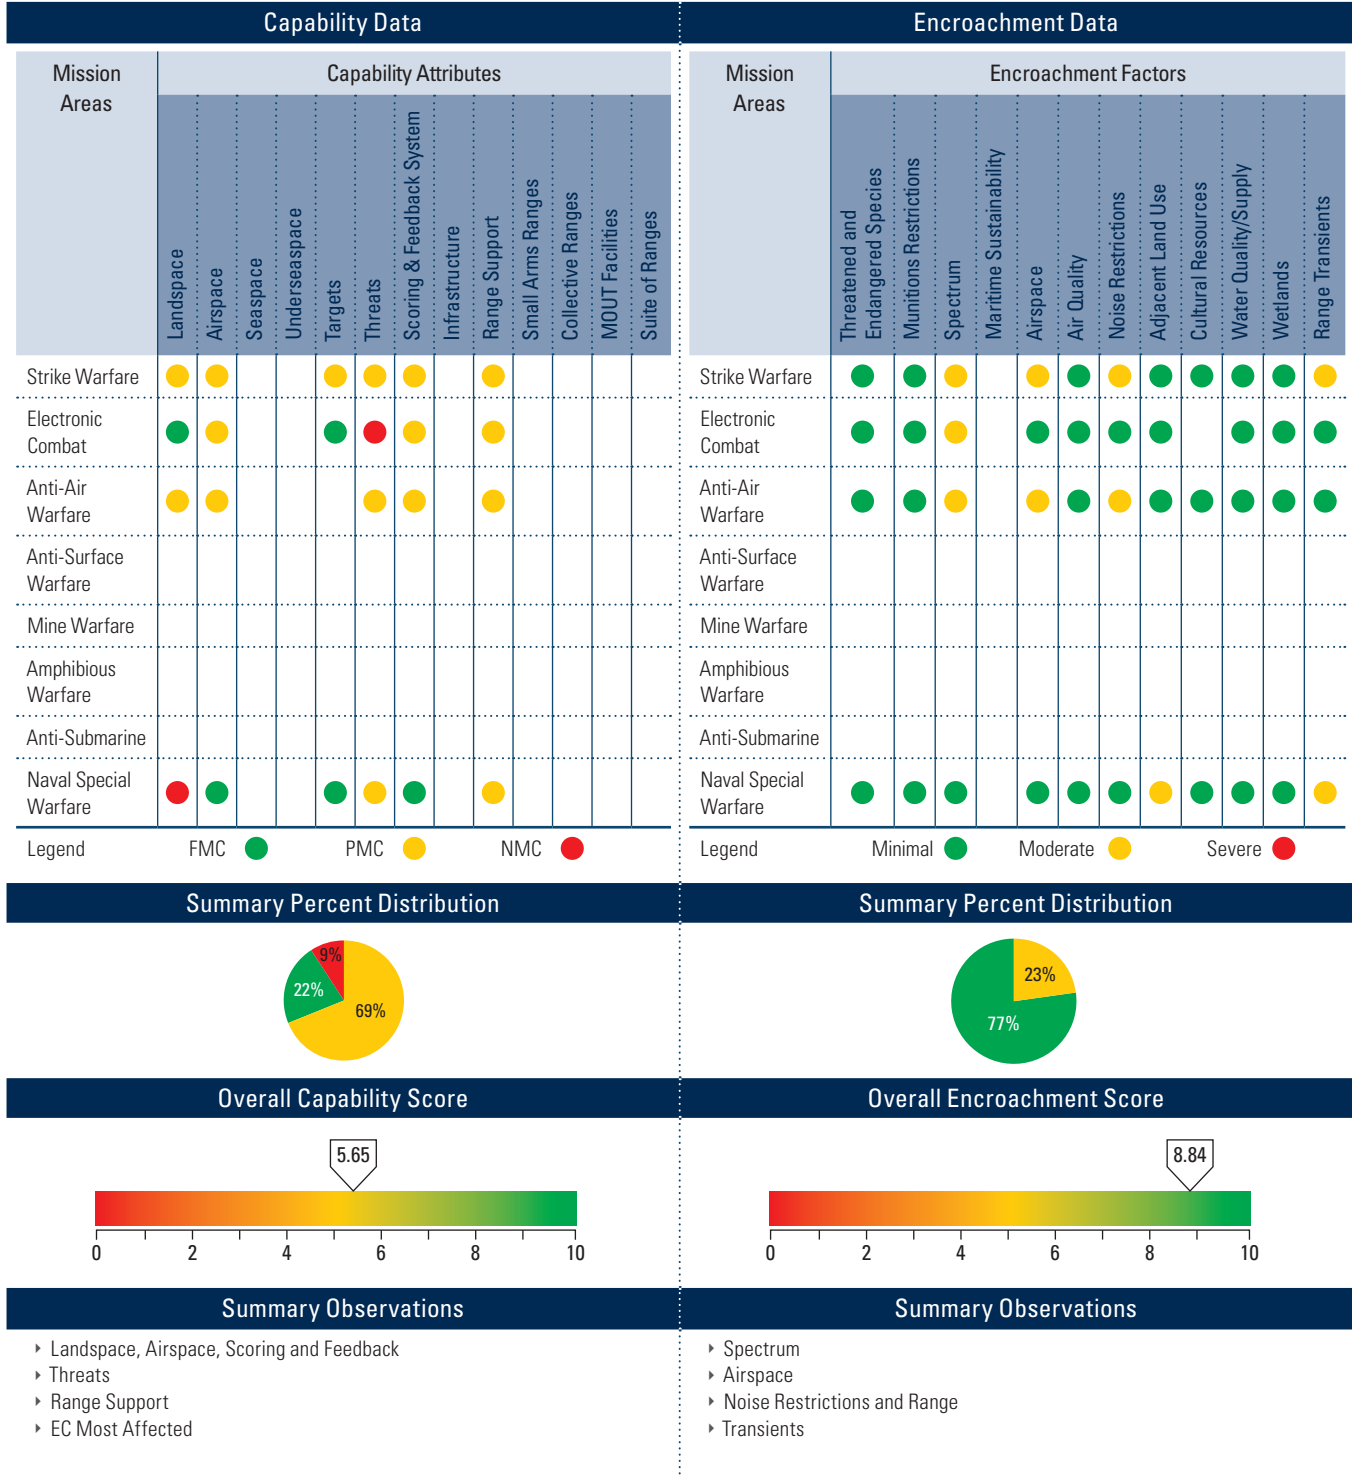 Capability Data
Mission
Areas
Capability Attributes
Landspace
Airspace
Seaspace
Underseaspace
Targets
Threats
Scoring & Feedback System
Infrastructure
Range Support
Small Arms Ranges
Collective Ranges
MOUT Facilities
Suite of Ranges
Strike Warfare
Electronic
Combat
Anti-Air
Warfare
Anti-Surface
Warfare
Mine Warfare
Amphibious
Warfare
Anti-Submarine
Naval Special
Warfare
Legend FMC PMC NMC
Summary Percent Distribution
9%
22%
69%
Overall Capability Score
5.65
0 2 4 6 8 10
Summary Observations
‣ Landspace, Airspace, Scoring and Feedback
‣ Threats
‣ Range Support
‣ EC Most Affected
Encroachment Data
Mission
Areas
Encroachment Factors
Threatened and
Endangered Species
Munitions Restrictions
Spectrum
Maritime Sustainability
Airspace
Air Quality
Noise Restrictions
Adjacent Land Use
Cultural Resources
Water Quality/Supply
Wetlands
Range Transients
Strike Warfare
Electronic
Combat
Anti-Air
Warfare
Anti-Surface
Warfare
Mine Warfare
Amphibious
Warfare
Anti-Submarine
Naval Special
Warfare
Legend Minimal Moderate Severe
Summary Percent Distribution
23%
77%
Overall Encroachment Score
8.84
0 2 4 6 8 10
Summary Observations
‣ Spectrum
‣ Airspace
‣ Noise Restrictions and Range
‣ Transients